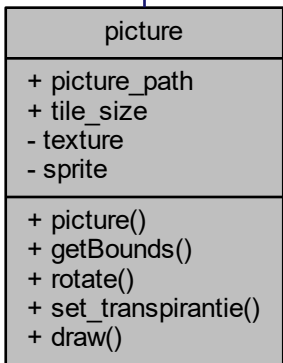 picture
+ picture_path
+ tile_size
- texture
- sprite
+ picture()
+ getBounds()
+ rotate()
+ set_transpirantie()
+ draw()